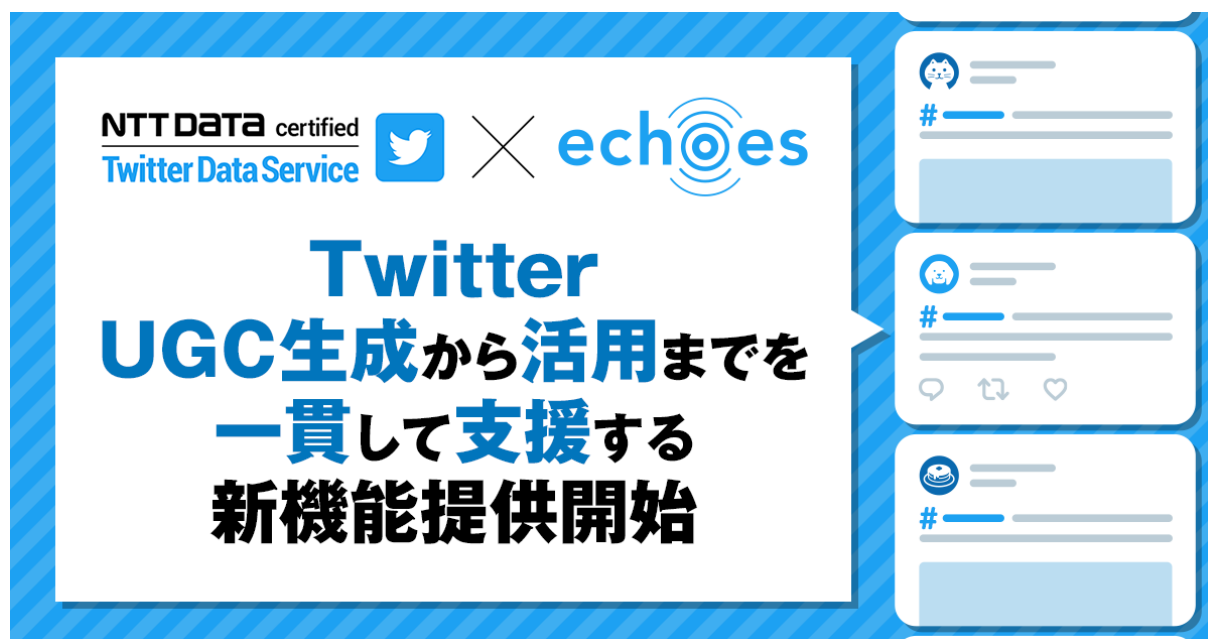 NTT DATA certified
Twitter Data Service
echoes
Twitter
UGC生成から活用までを
一貫して支援する
新機能提供開始
#
#
#